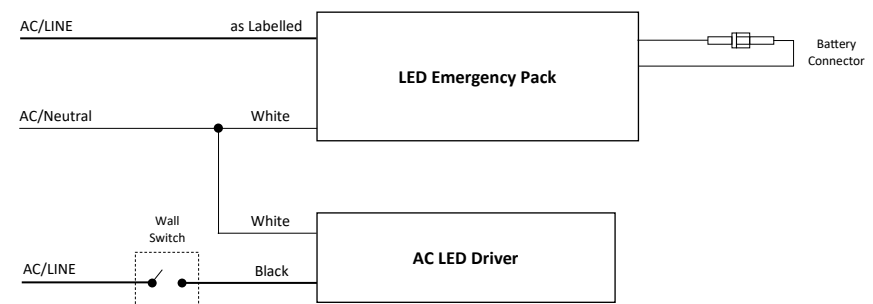 AC/LINE as Labelled
LED Emergency Pack
Battery
Connector
AC/Neutral White
White
Wall
Switch
AC LED Driver
AC/LINE Black